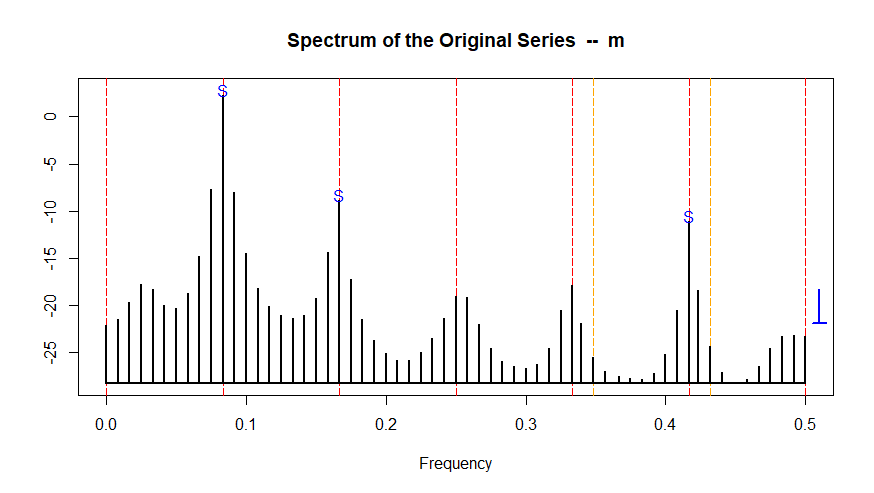 Spectrum of the Original Series -- m
S
S
S
0
-5
-10
-15
-20
-25
0.0 0.1 0.2 0.3 0.4 0.5
Frequency